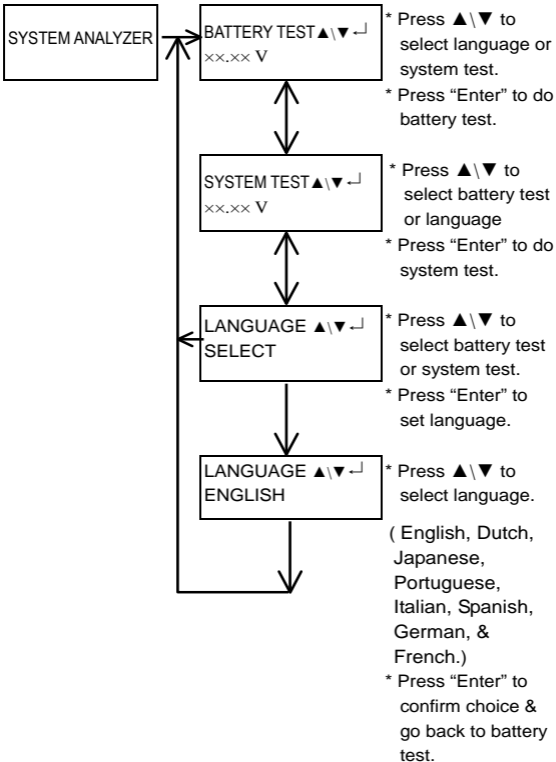 SYSTEM ANALYZER
BATTERY TEST▲\▼↵
××.×× V
* Press ▲\▼ to
select language or
system test.
* Press “Enter” to do
battery test.
SYSTEM TEST▲\▼↵
××.×× V
* Press ▲\▼ to
select battery test
or language
* Press “Enter” to do
system test.
LANGUAGE ▲\▼↵
SELECT
* Press ▲\▼ to
select battery test
or system test.
* Press “Enter” to
set language.
LANGUAGE ▲\▼↵
ENGLISH
* Press ▲\▼ to
select language.
( English, Dutch,
Japanese,
Portuguese,
Italian, Spanish,
German, &
French.)
* Press “Enter” to
confirm choice &
go back to battery
test.